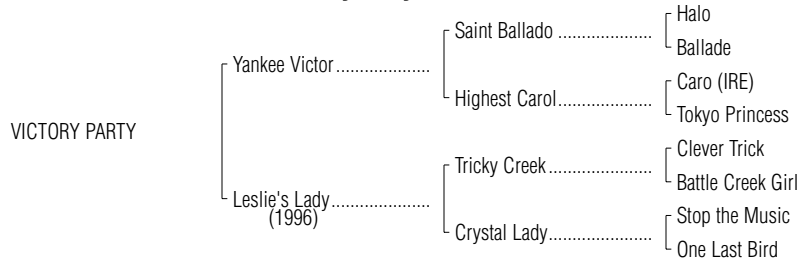 Halo
Saint Ballado ....................
Ballade
Yankee Victor ....................
Caro (IRE)
Highest Carol ....................
Tokyo Princess
VICTORY PARTY
Clever Trick
Tricky Creek ......................
Battle Creek Girl
Leslie's Lady .....................
(1996)
Stop the Music
Crystal Lady ......................
One Last Bird